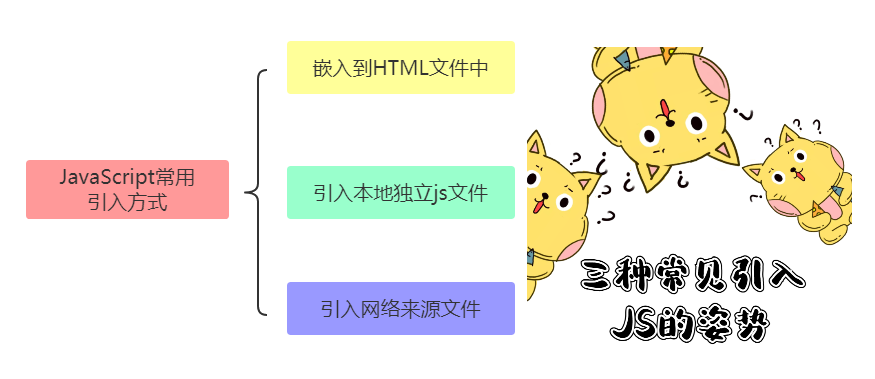 JavaScript常用
引入方式
嵌入到HTML文件中
引入本地独立js文件
引入网络来源文件
三种常见引入
JS的姿势